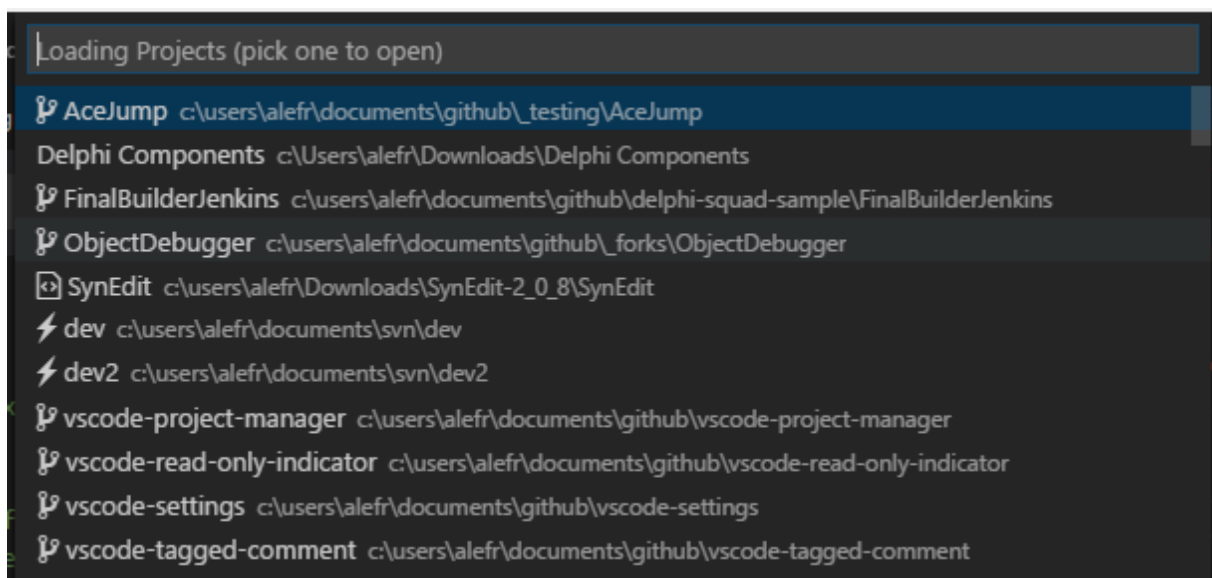 Loading Projects (pick one to open)
AceJump c:\users\alefr\documents\github\_testing\AceJump
Delphi Components c:\Users\alefr\Downloads\Delphi Components
FinalBuilderJenkins c:\users\alefr\documents\github\delphi-squad-sample\FinalBuilderJenkins
ObjectDebugger c:\users\alefr\documents\github\_forks\ObjectDebugger
SynEdit c:\users\alefr\Downloads\SynEdit-2_0_8\SynEdit
dev c:\users\alefr\documents\svn\dev
dev2 c:\users\alefr\documents\svn\dev2
vscode-project-manager c:\users\alefr\documents\github\vscode-project-manager
vscode-read-only-indicator c:\users\alefr\documents\github\vscode-read-only-indicator
vscode-settings c:\users\alefr\documents\github\vscode-settings
vscode-tagged-comment c:\users\alefr\documents\github\vscode-tagged-comment